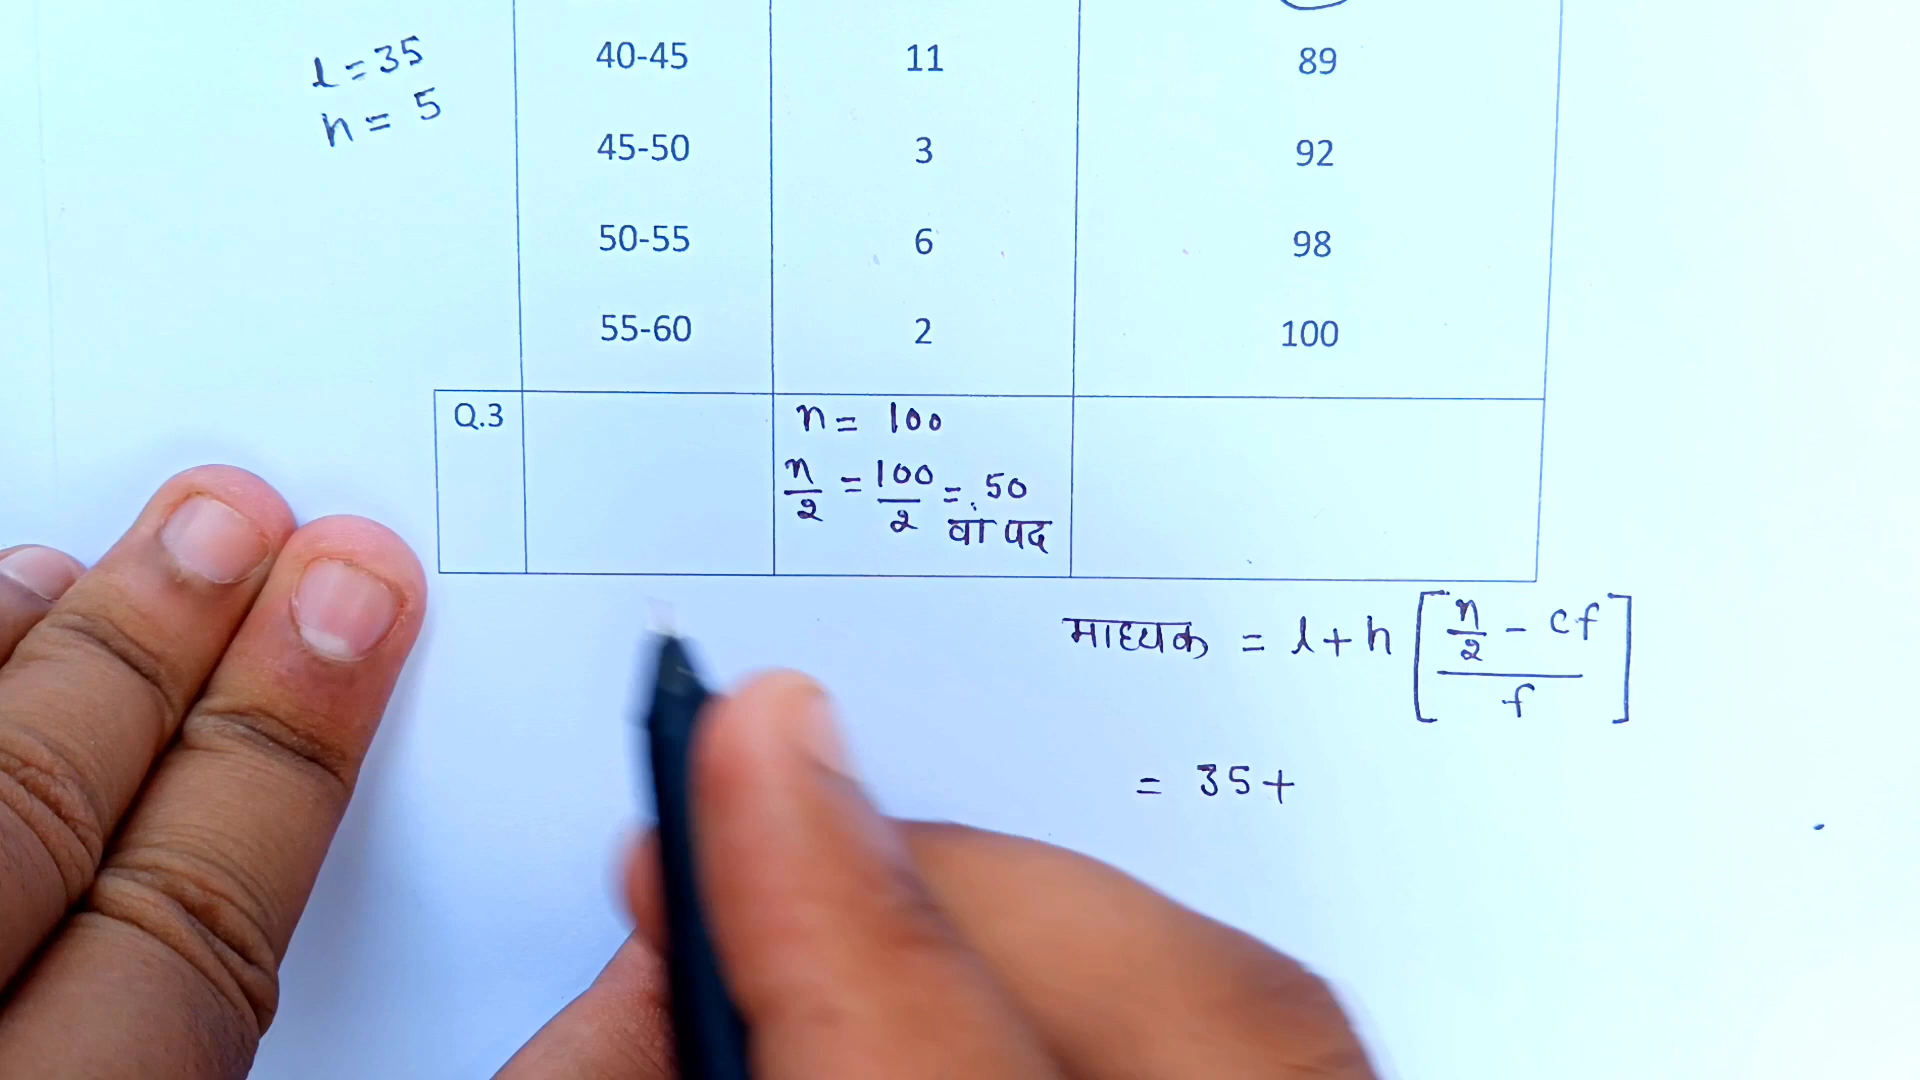 l = 35
h = 5
40-45 11 89
45-50 3 92
50-55 6 98
55-60 2 100
Q.3 n = 100
n/2 = 100/2 = 50
वां पद
माध्यक = l + h [ (n/2 - cf) / f ]
= 35 +